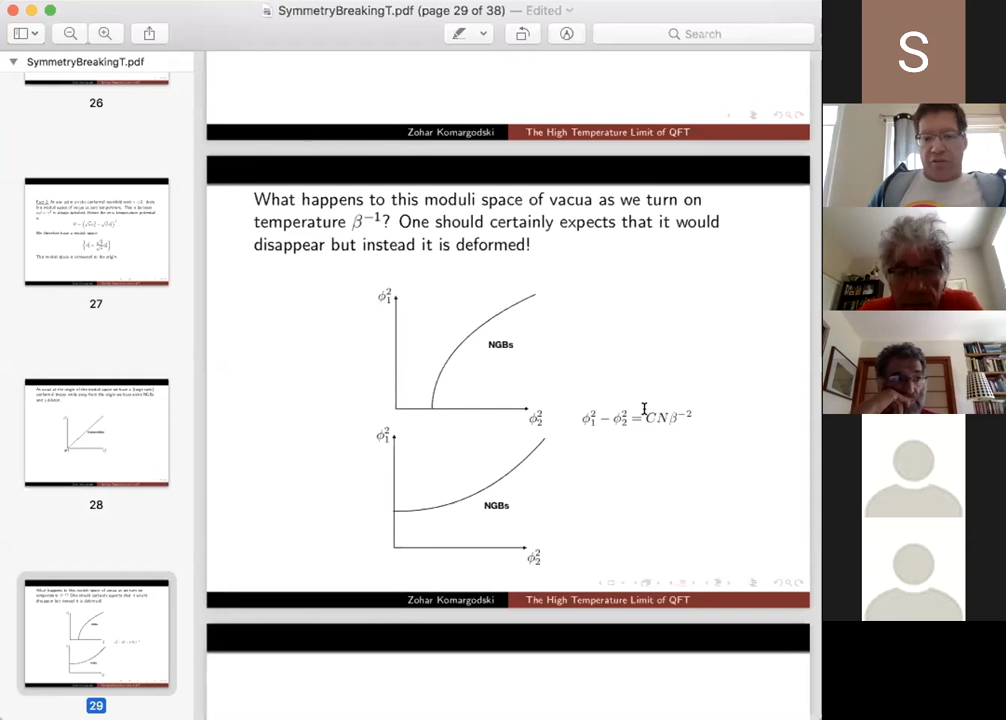 SymmetryBreakingT.pdf (page 29 of 38) — Edited
Search
SymmetryBreakingT.pdf
26
27
28
29
Zohar Komargodski The High Temperature Limit of QFT
What happens to this moduli space of vacua as we turn on
temperature β⁻¹? One should certainly expects that it would
disappear but instead it is deformed!
ϕ₁²
NGBs
ϕ₂²
ϕ₁² − ϕ₂² = CNβ⁻²
ϕ₁²
NGBs
ϕ₂²
Zohar Komargodski The High Temperature Limit of QFT
S